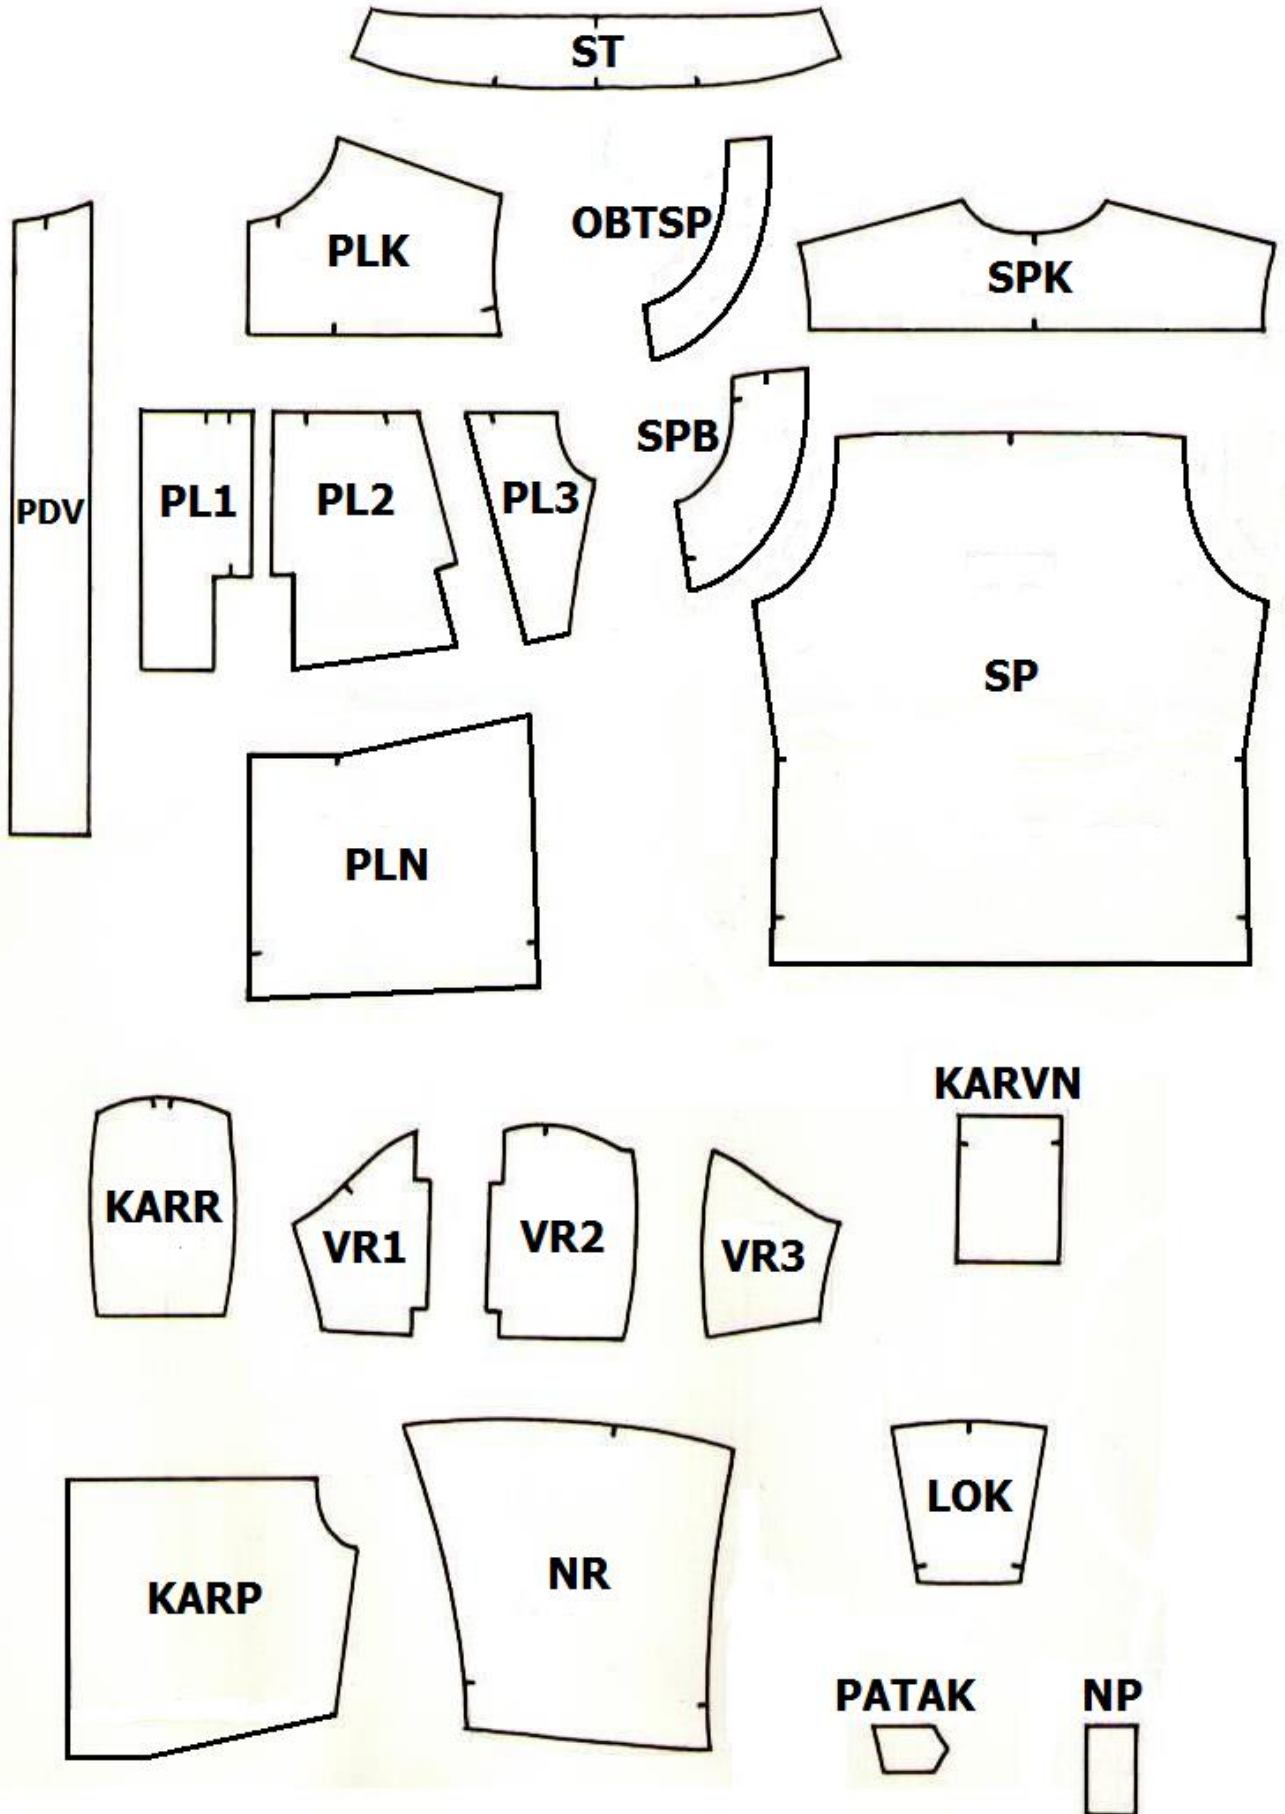 ST
PLK
OBTSP
SPK
PDV
PL1
PL2
PL3
SPB
SP
PLN
KARVN
KARR
VR1
VR2
VR3
LOK
KARP
NR
PATAK
NP